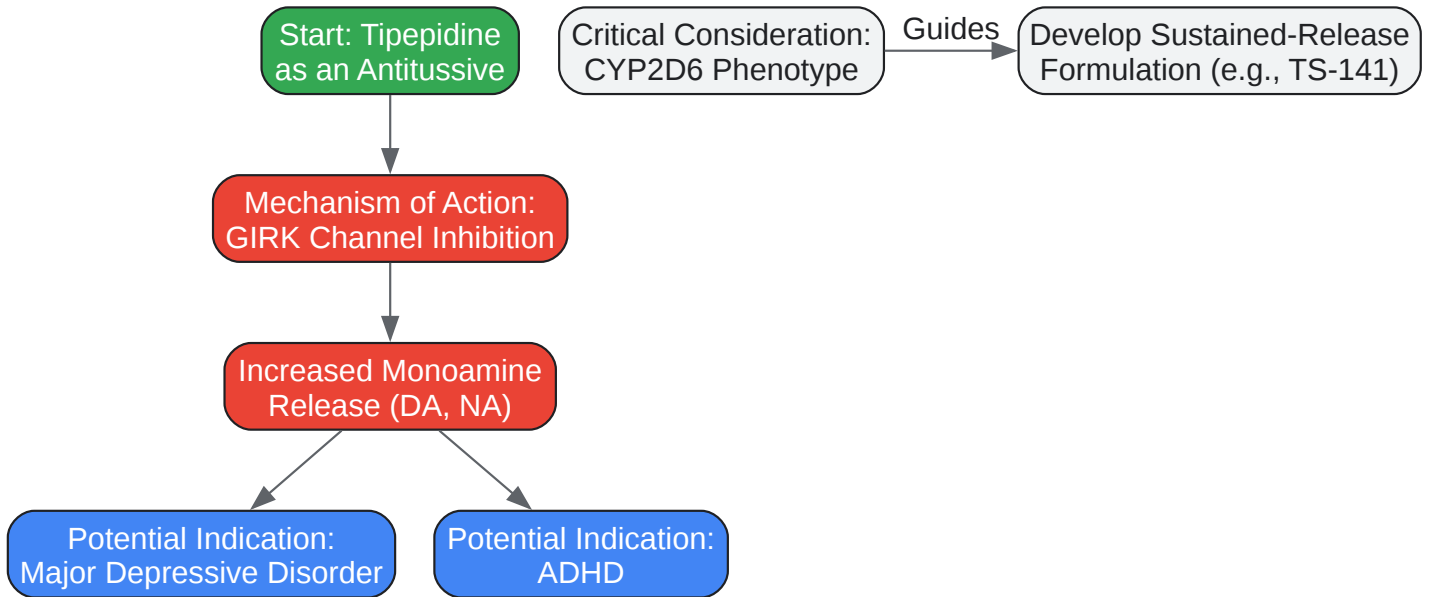 Start: Tipepidine
as an Antitussive
Critical Consideration:
CYP2D6 Phenotype
Guides
Develop Sustained-Release
Formulation (e.g., TS-141)
Mechanism of Action:
GIRK Channel Inhibition
Increased Monoamine
Release (DA, NA)
Potential Indication:
Major Depressive Disorder
Potential Indication:
ADHD